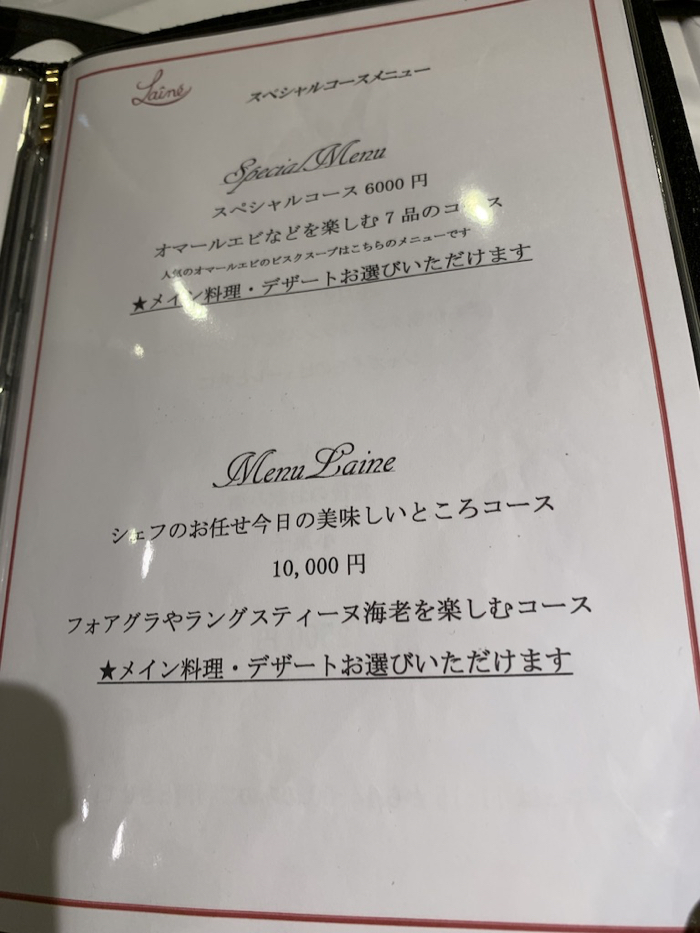 Lainé
スペシャルコースメニュー
Special Menu
スペシャルコース 6000 円
オマールエビなどを楽しむ 7 品のコース
人気のオマールエビのビスクスープはこちらのメニューです
★メイン料理・デザートお選びいただけます
Menu Laine
シェフのお任せ今日の美味しいところコース
10,000 円
フォアグラやラングスティーヌ海老を楽しむコース
★メイン料理・デザートお選びいただけます